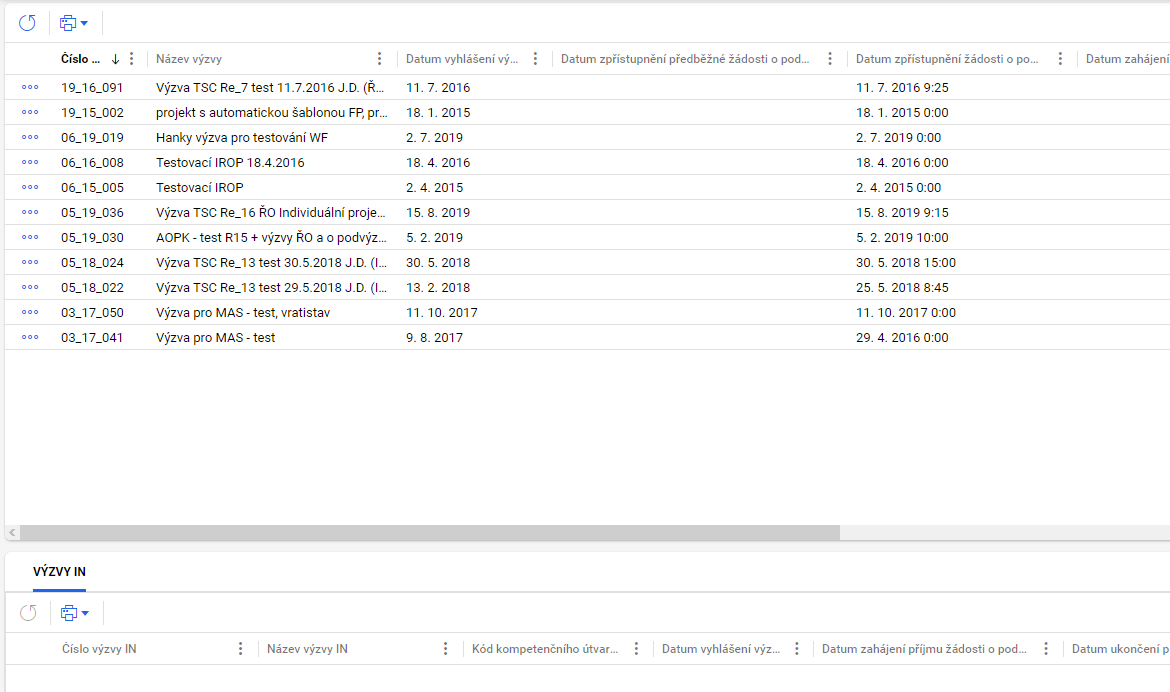 Číslo ... Název výzvy Datum vyhlášení vý... Datum zpřístupnění předběžné žádosti o pod... Datum zpřístupnění žádosti o po... Datum zahájení
19_16_091 Výzva TSC Re_7 test 11.7.2016 J.D. (Ř... 11. 7. 2016 11. 7. 2016 9:25
19_15_002 projekt s automatickou šablonou FP, pr... 18. 1. 2015 18. 1. 2015 0:00
06_19_019 Hanky výzva pro testování WF 2. 7. 2019 2. 7. 2019 0:00
06_16_008 Testovací IROP 18.4.2016 18. 4. 2016 18. 4. 2016 0:00
06_15_005 Testovací IROP 2. 4. 2015 2. 4. 2015 0:00
05_19_036 Výzva TSC Re_16 ŘO Individuální proje... 15. 8. 2019 15. 8. 2019 9:15
05_19_030 AOPK - test R15 + výzvy ŘO a o podvýz... 5. 2. 2019 5. 2. 2019 10:00
05_18_024 Výzva TSC Re_13 test 30.5.2018 J.D. (I... 30. 5. 2018 30. 5. 2018 15:00
05_18_022 Výzva TSC Re_13 test 29.5.2018 J.D. (I... 13. 2. 2018 25. 5. 2018 8:45
03_17_050 Výzva pro MAS - test, vratistav 11. 10. 2017 11. 10. 2017 0:00
03_17_041 Výzva pro MAS - test 9. 8. 2017 29. 4. 2016 0:00
VÝZVY IN
Číslo výzvy IN Název výzvy IN Kód kompetenčního útvar... Datum vyhlášení výz... Datum zahájení příjmu žádosti o pod... Datum ukončení p